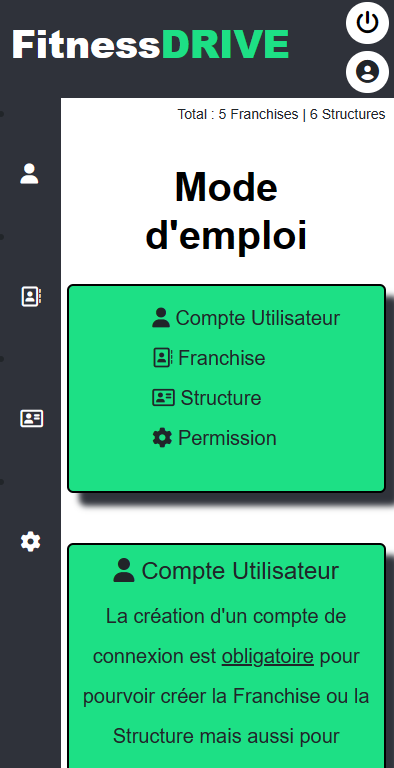 FitnessDRIVE
Total : 5 Franchises | 6 Structures
Mode
d'emploi
Compte Utilisateur
Franchise
Structure
Permission
Compte Utilisateur
La création d'un compte de
connexion est obligatoire pour
pourvoir créer la Franchise ou la
Structure mais aussi pour